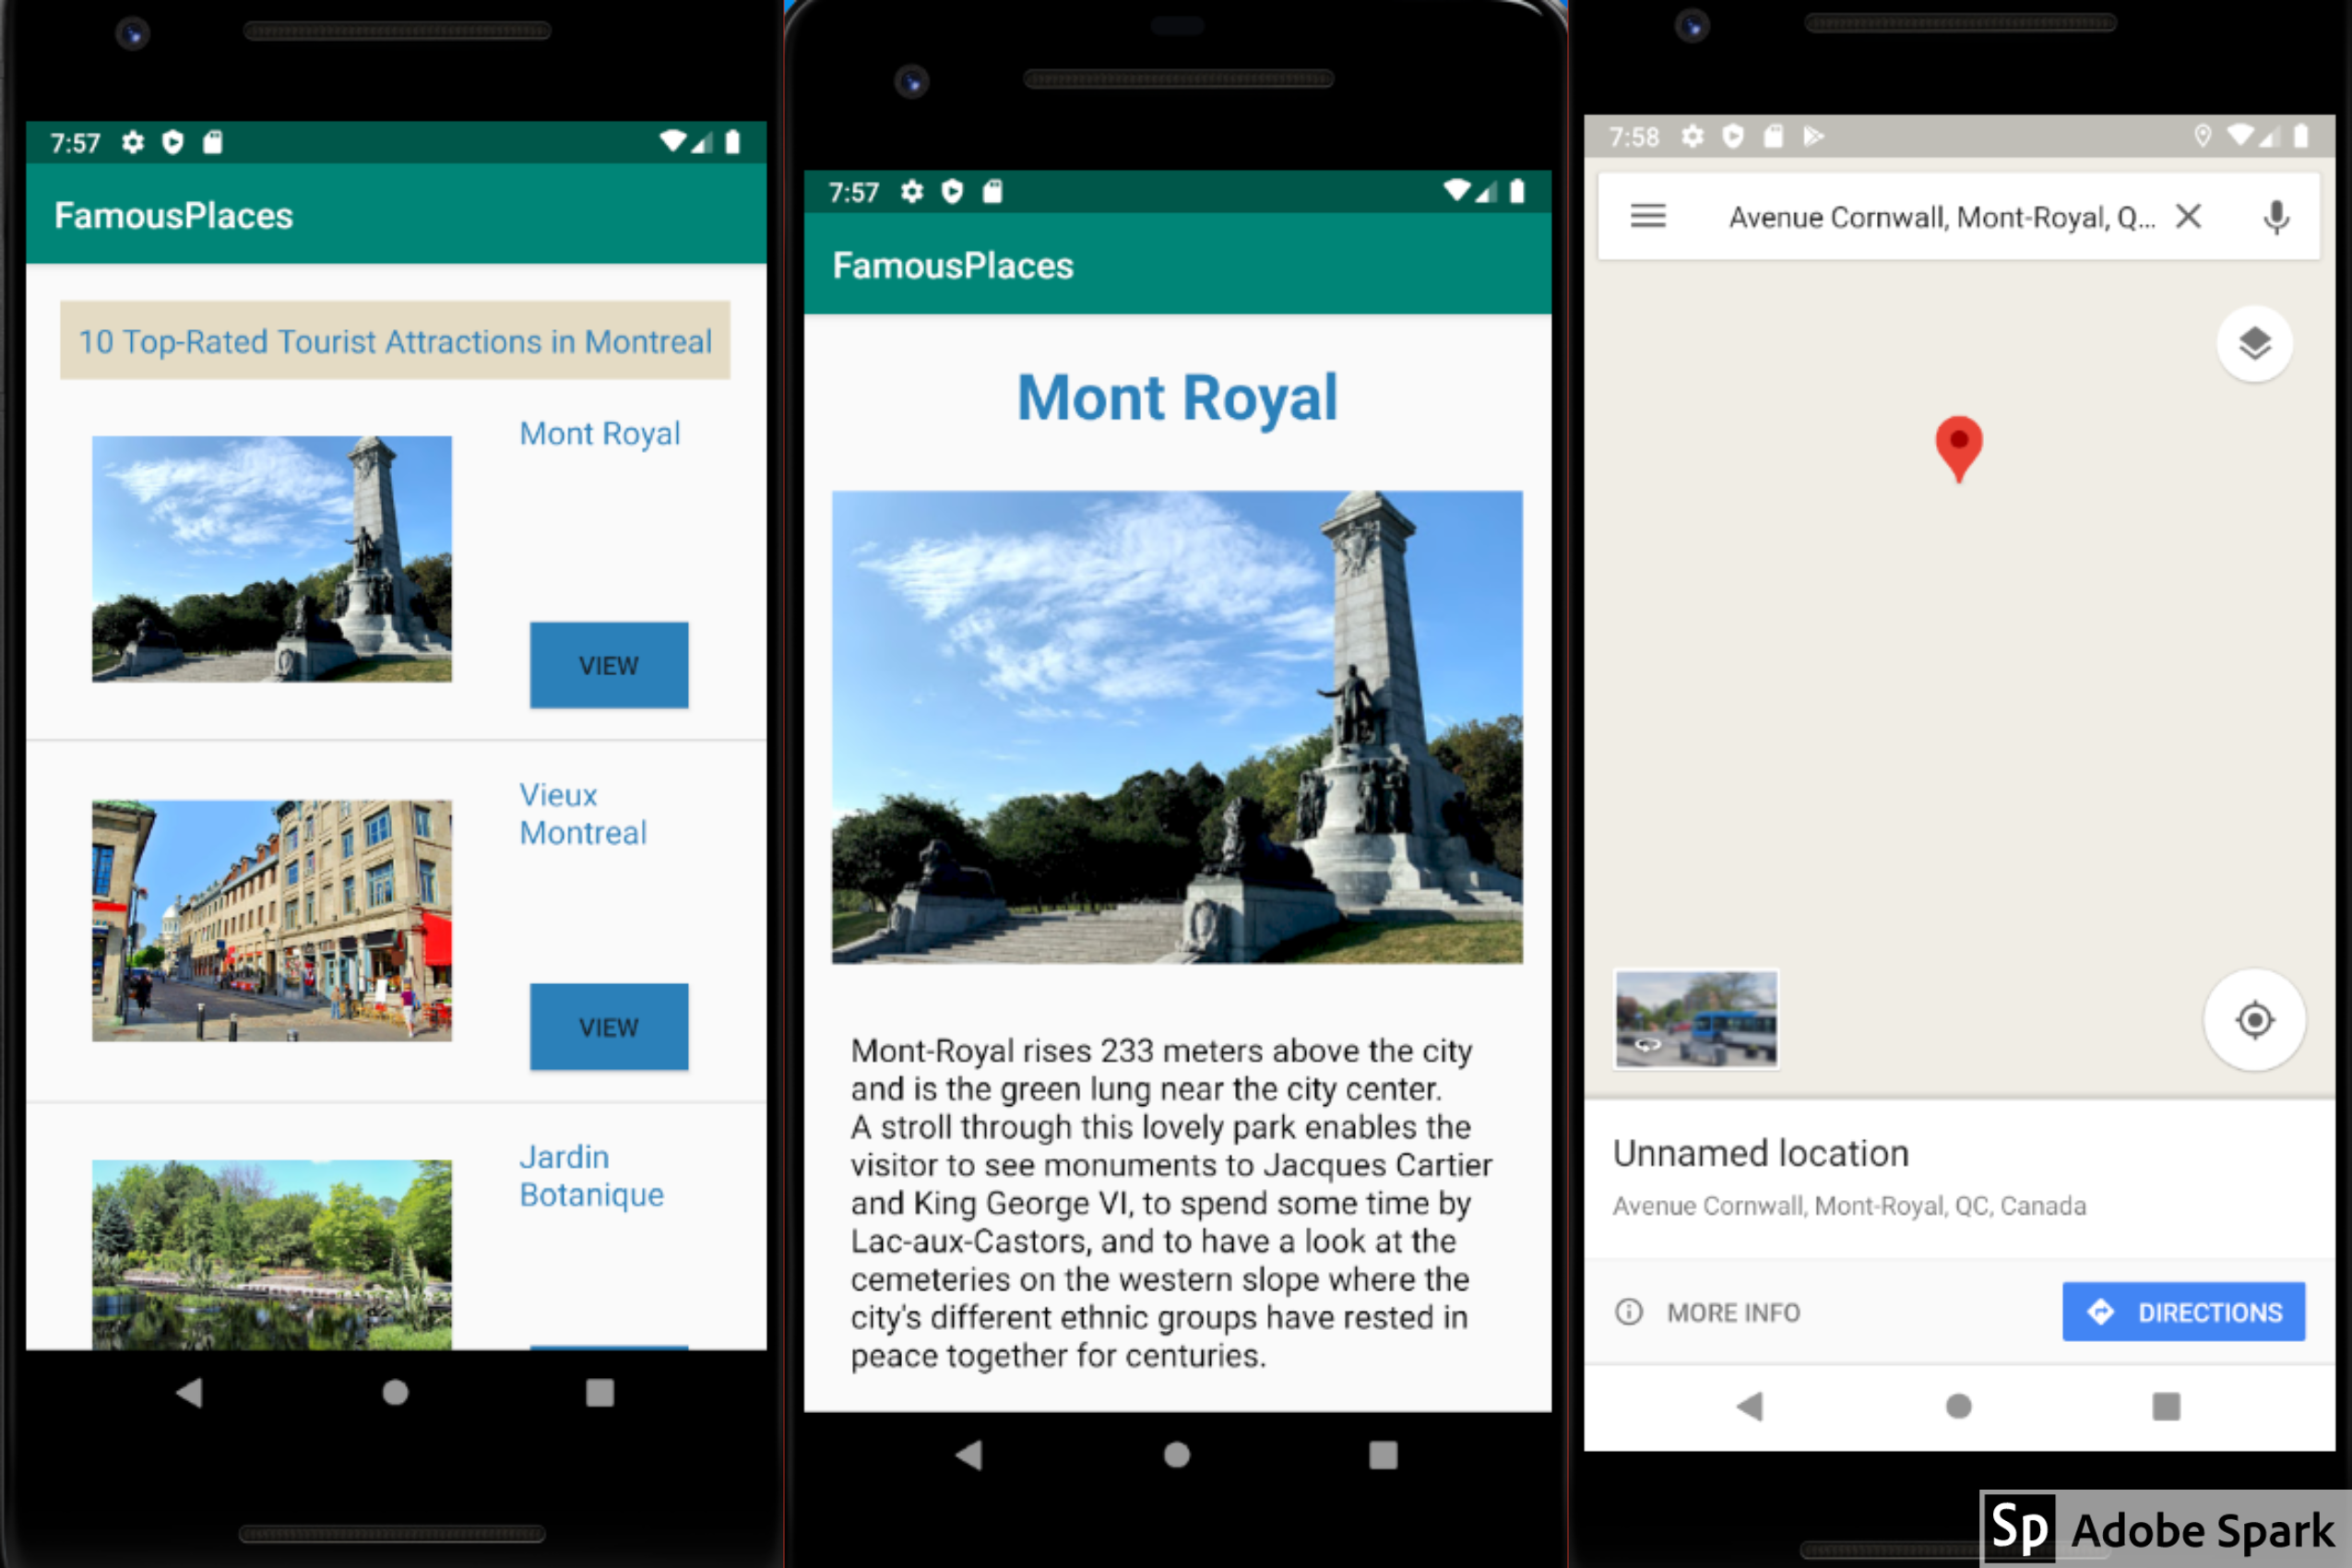 7:57
FamousPlaces
10 Top-Rated Tourist Attractions in Montreal
Mont Royal
VIEW
Vieux
Montreal
VIEW
Jardin
Botanique
7:57
FamousPlaces
Mont Royal
Mont-Royal rises 233 meters above the city
and is the green lung near the city center.
A stroll through this lovely park enables the
visitor to see monuments to Jacques Cartier
and King George VI, to spend some time by
Lac-aux-Castors, and to have a look at the
cemeteries on the western slope where the
city's different ethnic groups have rested in
peace together for centuries.
7:58
Avenue Cornwall, Mont-Royal, Q...
Unnamed location
Avenue Cornwall, Mont-Royal, QC, Canada
MORE INFO
DIRECTIONS
Sp Adobe Spark